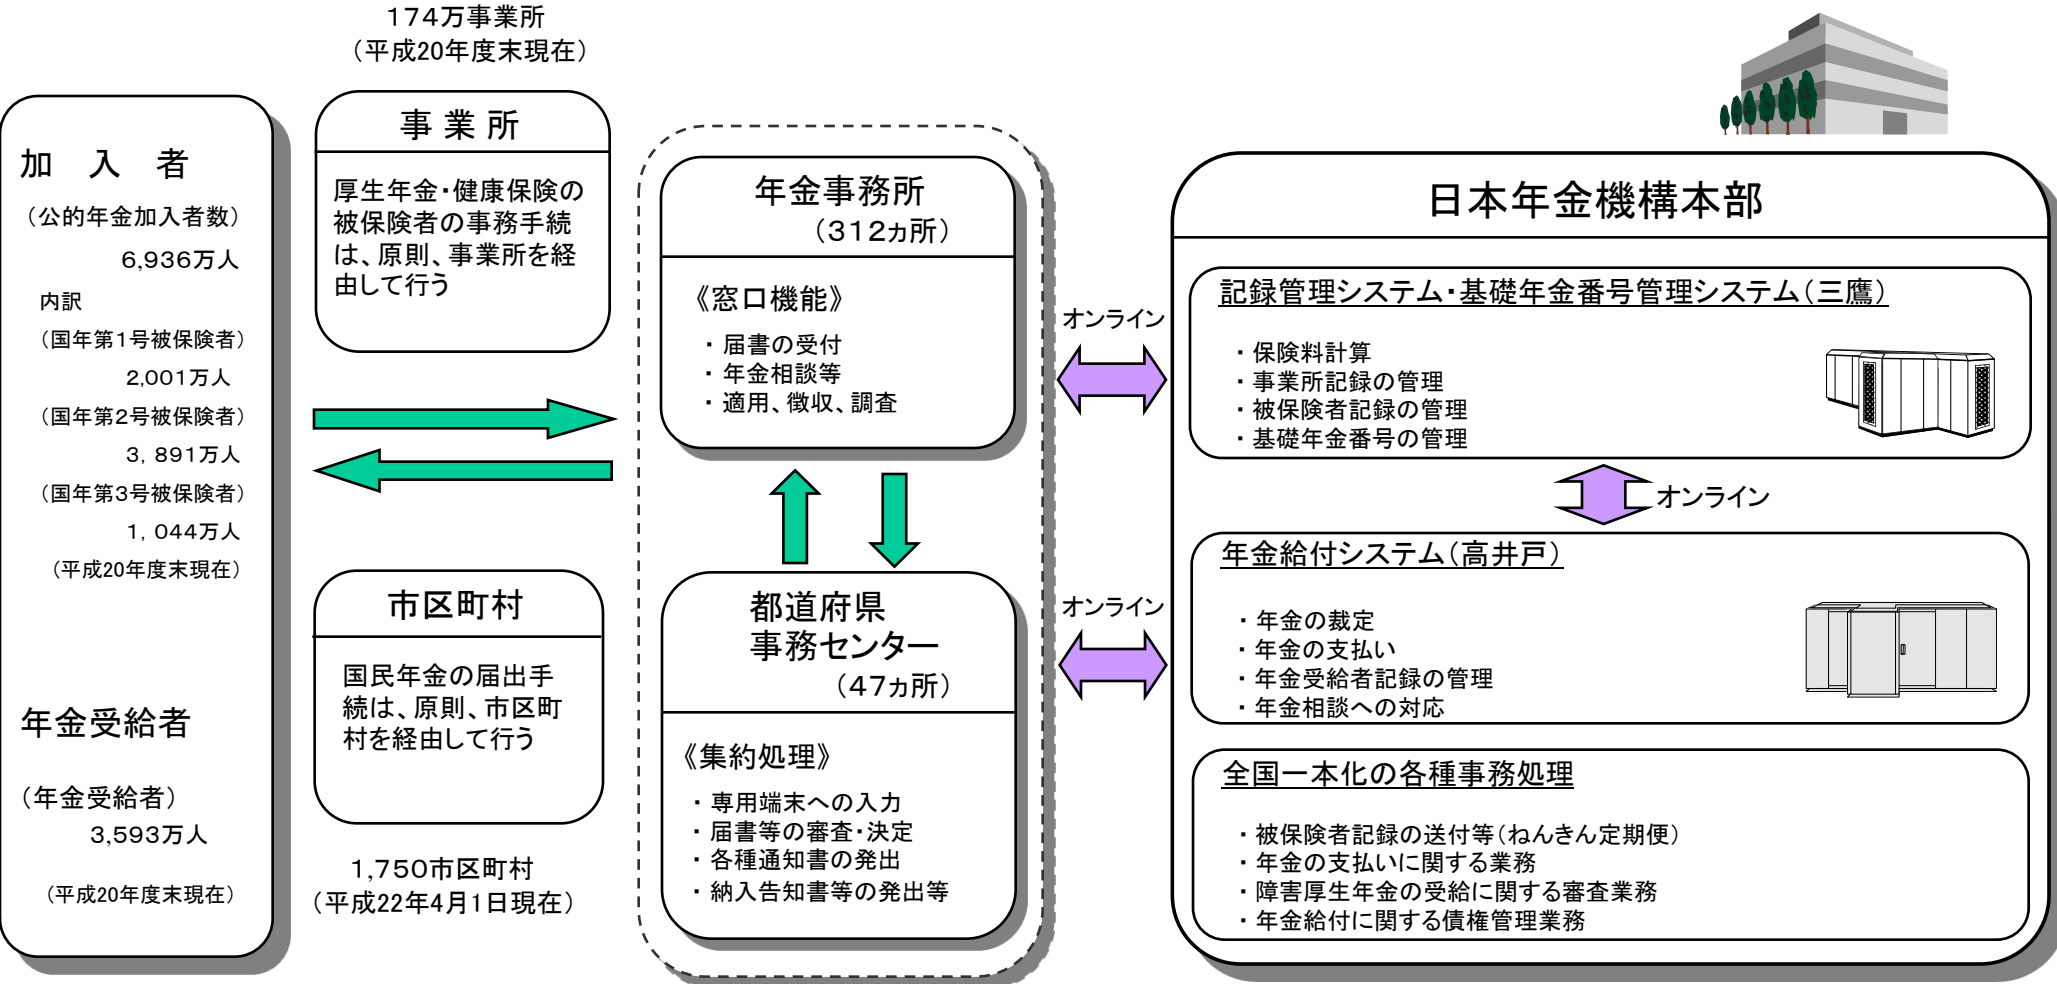 174万事業所
（平成20年度末現在）
加　入　者
（公的年金加入者数）
6,936万人
内訳
（国年第1号被保険者）
2,001万人
（国年第2号被保険者）
3，891万人
（国年第3号被保険者）
1，044万人
（平成20年度末現在）
年金受給者
（年金受給者）
3,593万人
（平成20年度末現在）
事 業 所
厚生年金・健康保険の
被保険者の事務手続
は、原則、事業所を経
由して行う
市区町村
国民年金の届出手
続は、原則、市区町
村を経由して行う
1,750市区町村
（平成22年4月1日現在）
年金事務所
（312ヵ所）
《窓口機能》
・届書の受付
・年金相談等
・適用、徴収、調査
都道府県
事務センター
（47ヵ所）
《集約処理》
・専用端末への入力
・届書等の審査・決定
・各種通知書の発出
・納入告知書等の発出等
オンライン
オンライン
日本年金機構本部
記録管理システム・基礎年金番号管理システム（三鷹）
・保険料計算
・事業所記録の管理
・被保険者記録の管理
・基礎年金番号の管理
オンライン
年金給付システム（高井戸）
・年金の裁定
・年金の支払い
・年金受給者記録の管理
・年金相談への対応
全国一本化の各種事務処理
・被保険者記録の送付等（ねんきん定期便）
・年金の支払いに関する業務
・障害厚生年金の受給に関する審査業務
・年金給付に関する債権管理業務